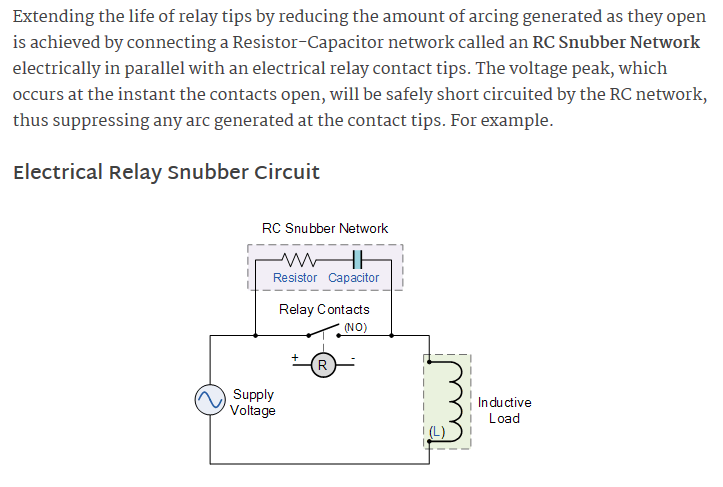 Extending the life of relay tips by reducing the amount of arcing generated as they open
is achieved by connecting a Resistor-Capacitor network called an RC Snubber Network
electrically in parallel with an electrical relay contact tips. The voltage peak, which
occurs at the instant the contacts open, will be safely short circuited by the RC network,
thus suppressing any arc generated at the contact tips. For example.
Electrical Relay Snubber Circuit
RC Snubber Network
Resistor Capacitor
Relay Contacts
(NO)
+ -
R
Supply
Voltage
Inductive
Load
(L)